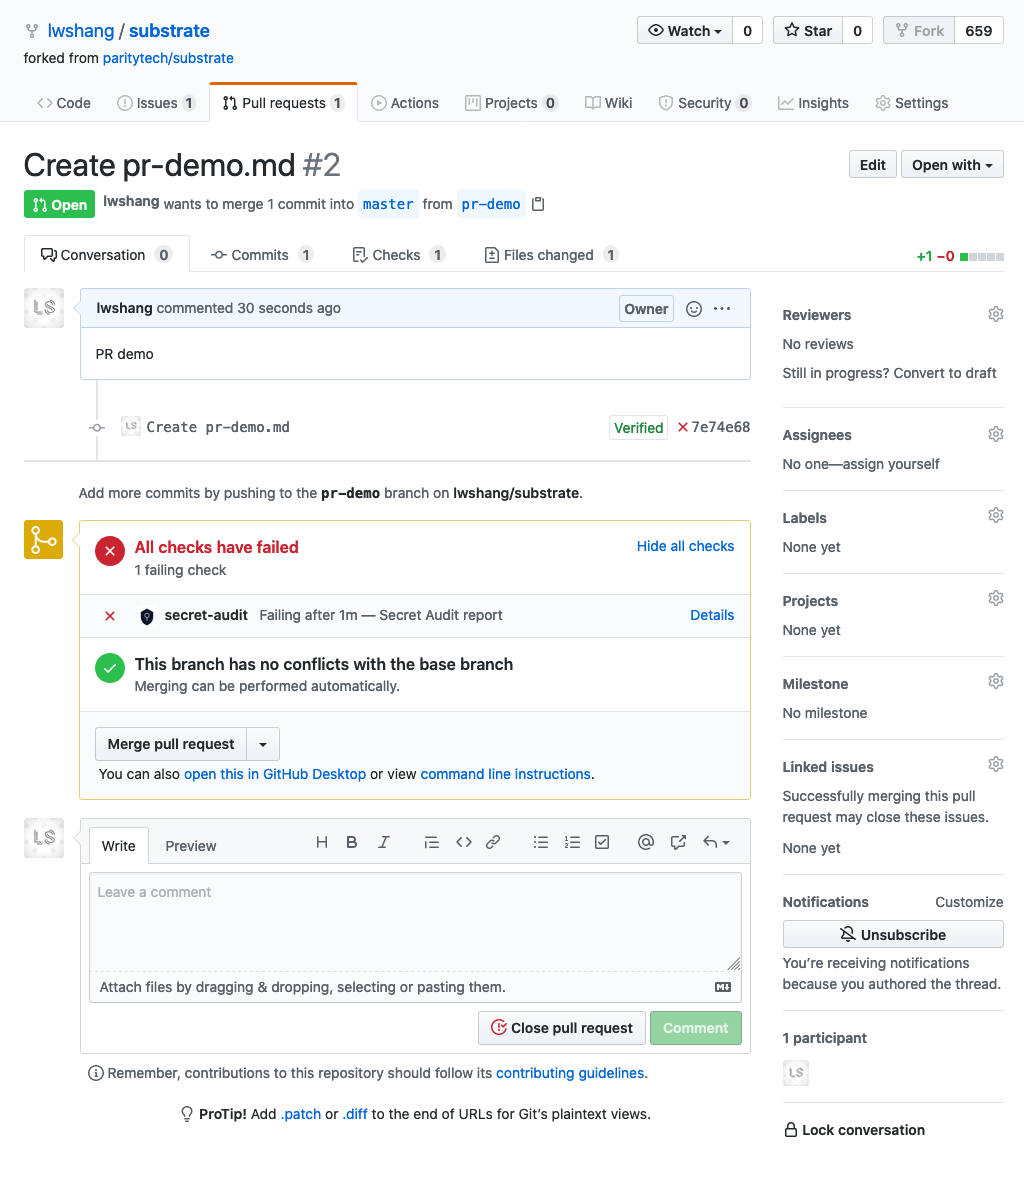 lwshang / substrate
Watch 0 Star 0 Fork 659
forked from paritytech/substrate
Code Issues 1 Pull requests 1 Actions Projects 0 Wiki Security 0 Insights Settings
Create pr-demo.md #2
Edit Open with
Open lwshang wants to merge 1 commit into master from pr-demo
Conversation 0 Commits 1 Checks 1 Files changed 1 +1 −0
LS
lwshang commented 30 seconds ago Owner
PR demo
LS Create pr-demo.md Verified 7e74e68
Add more commits by pushing to the pr-demo branch on lwshang/substrate.
All checks have failed Hide all checks
1 failing check
secret-audit Failing after 1m — Secret Audit report Details
This branch has no conflicts with the base branch
Merging can be performed automatically.
Merge pull request
You can also open this in GitHub Desktop or view command line instructions.
LS
Write Preview H B I
Leave a comment
Attach files by dragging & dropping, selecting or pasting them.
Close pull request Comment
Remember, contributions to this repository should follow its contributing guidelines.
ProTip! Add .patch or .diff to the end of URLs for Git’s plaintext views.
Reviewers
No reviews
Still in progress? Convert to draft
Assignees
No one—assign yourself
Labels
None yet
Projects
None yet
Milestone
No milestone
Linked issues
Successfully merging this pull
request may close these issues.
None yet
Notifications Customize
Unsubscribe
You’re receiving notifications
because you authored the thread.
1 participant
LS
Lock conversation